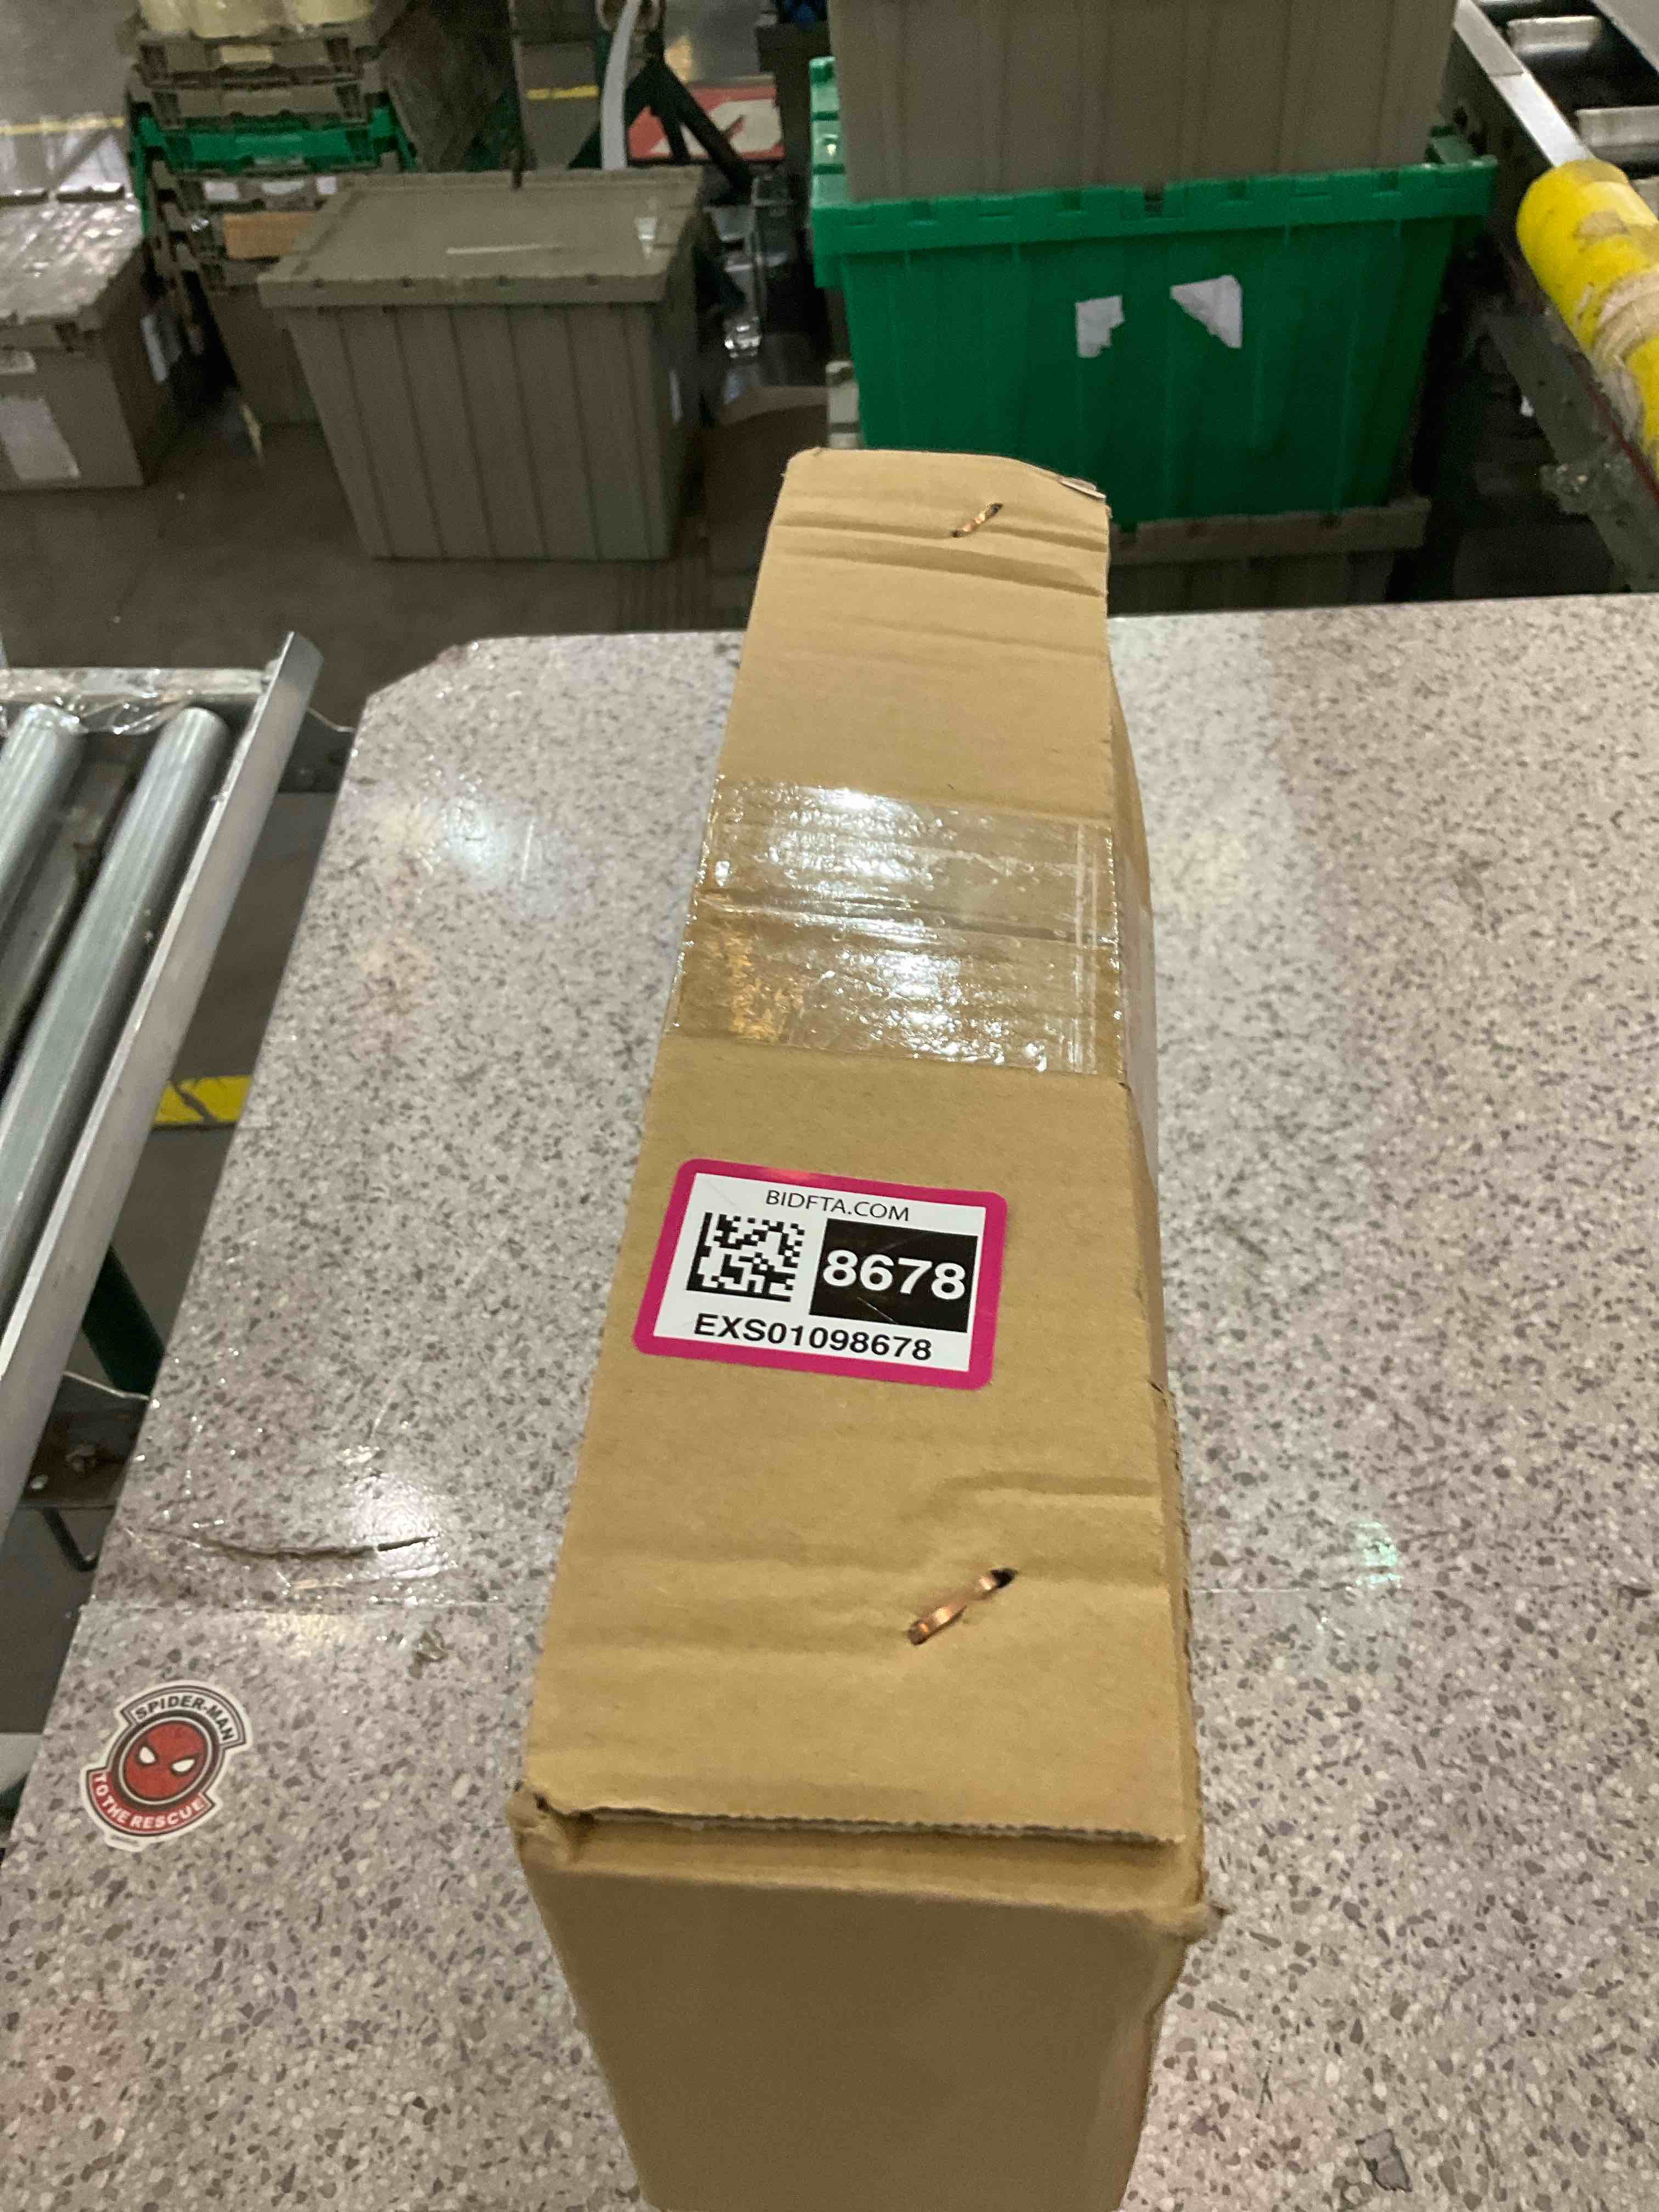 BIDFTA.COM
8678
EXS01098678
SPIDER-MAN
TO THE RESCUE